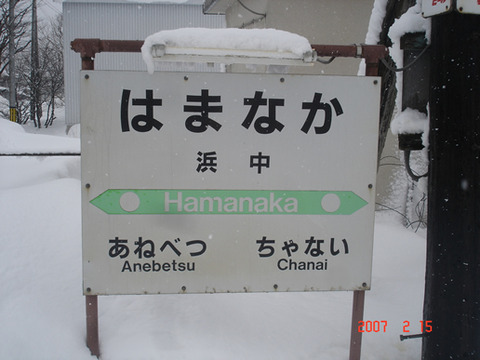 はまなか
浜中
Hamanaka
あねべつ ちゃない
Anebetsu Chanai
2007 2 15